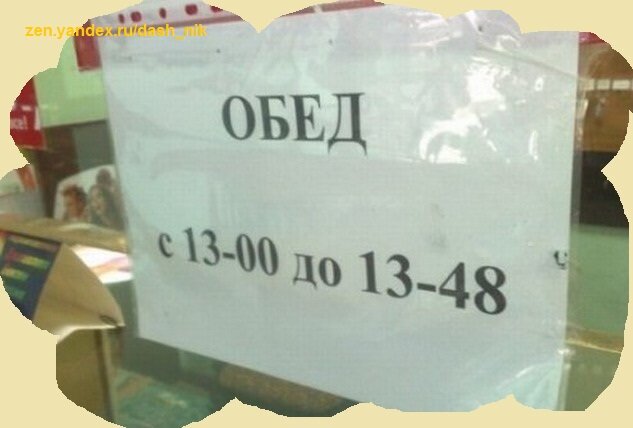 zen.yandex.ru/dash_nik
ОБЕД
с 13-00 до 13-48